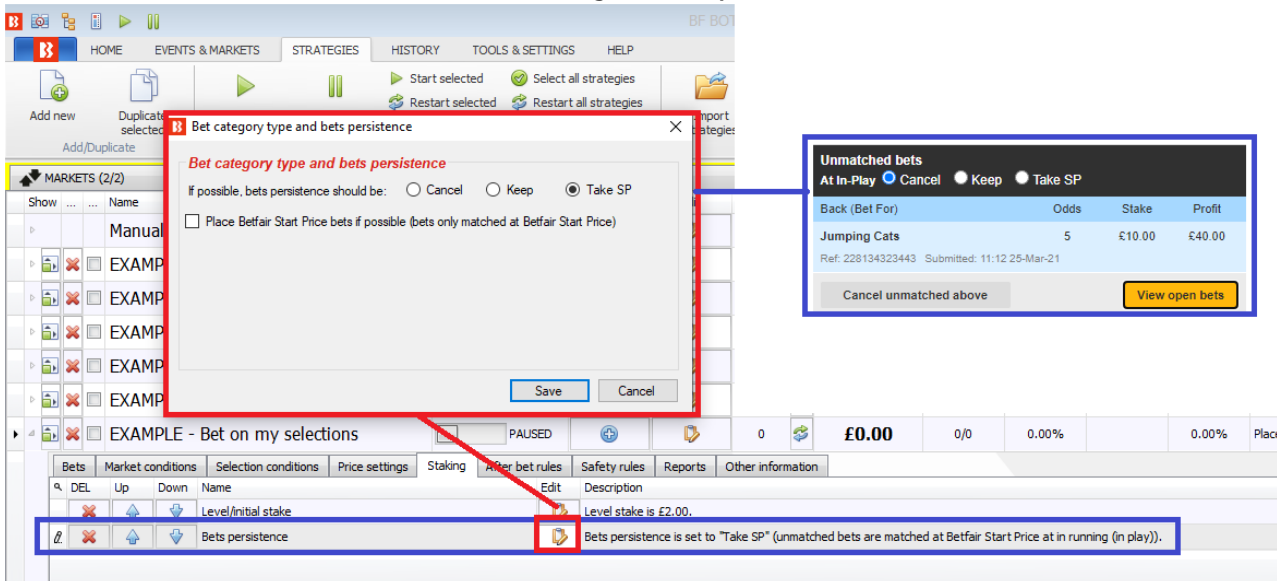 BF BOT
HOME EVENTS & MARKETS STRATEGIES HISTORY TOOLS & SETTINGS HELP
Start selected Select all strategies
Restart selected Restart all strategies
Add new Duplicate selected
Add/Duplicate
Bet category type and bets persistence
Bet category type and bets persistence
If possible, bets persistence should be: Cancel Keep Take SP
Place Betfair Start Price bets if possible (bets only matched at Betfair Start Price)
Save Cancel
MARKETS (2/2)
Show ... ... Name
Manual
EXAMP
EXAMP
EXAMP
EXAMP
EXAMP
EXAMPLE - Bet on my selections PAUSED 0 £0.00 0/0 0.00% 0.00% Place
Unmatched bets
At In-Play Cancel Keep Take SP
Back (Bet For) Odds Stake Profit
Jumping Cats 5 £10.00 £40.00
Ref: 228134323443 Submitted: 11:12 25-Mar-21
Cancel unmatched above View open bets
Bets Market conditions Selection conditions Price settings Staking After bet rules Safety rules Reports Other information
DEL Up Down Name Edit Description
Level/initial stake Level stake is £2.00.
Bets persistence Bets persistence is set to "Take SP" (unmatched bets are matched at Betfair Start Price at in running (in play)).